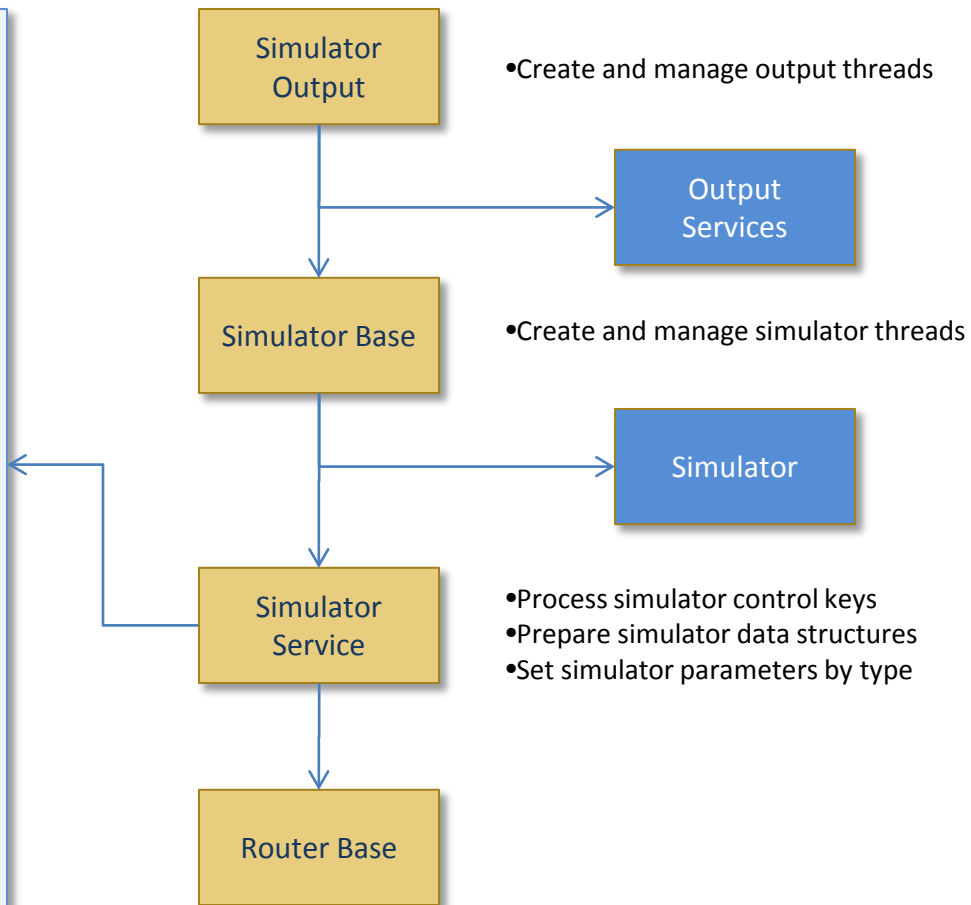 Simulator
Output
•Create and manage output threads
Output
Services
Simulator Base
•Create and manage simulator threads
Simulator
Simulator
Service
•Process simulator control keys
•Prepare simulator data structures
•Set simulator parameters by type
Router Base